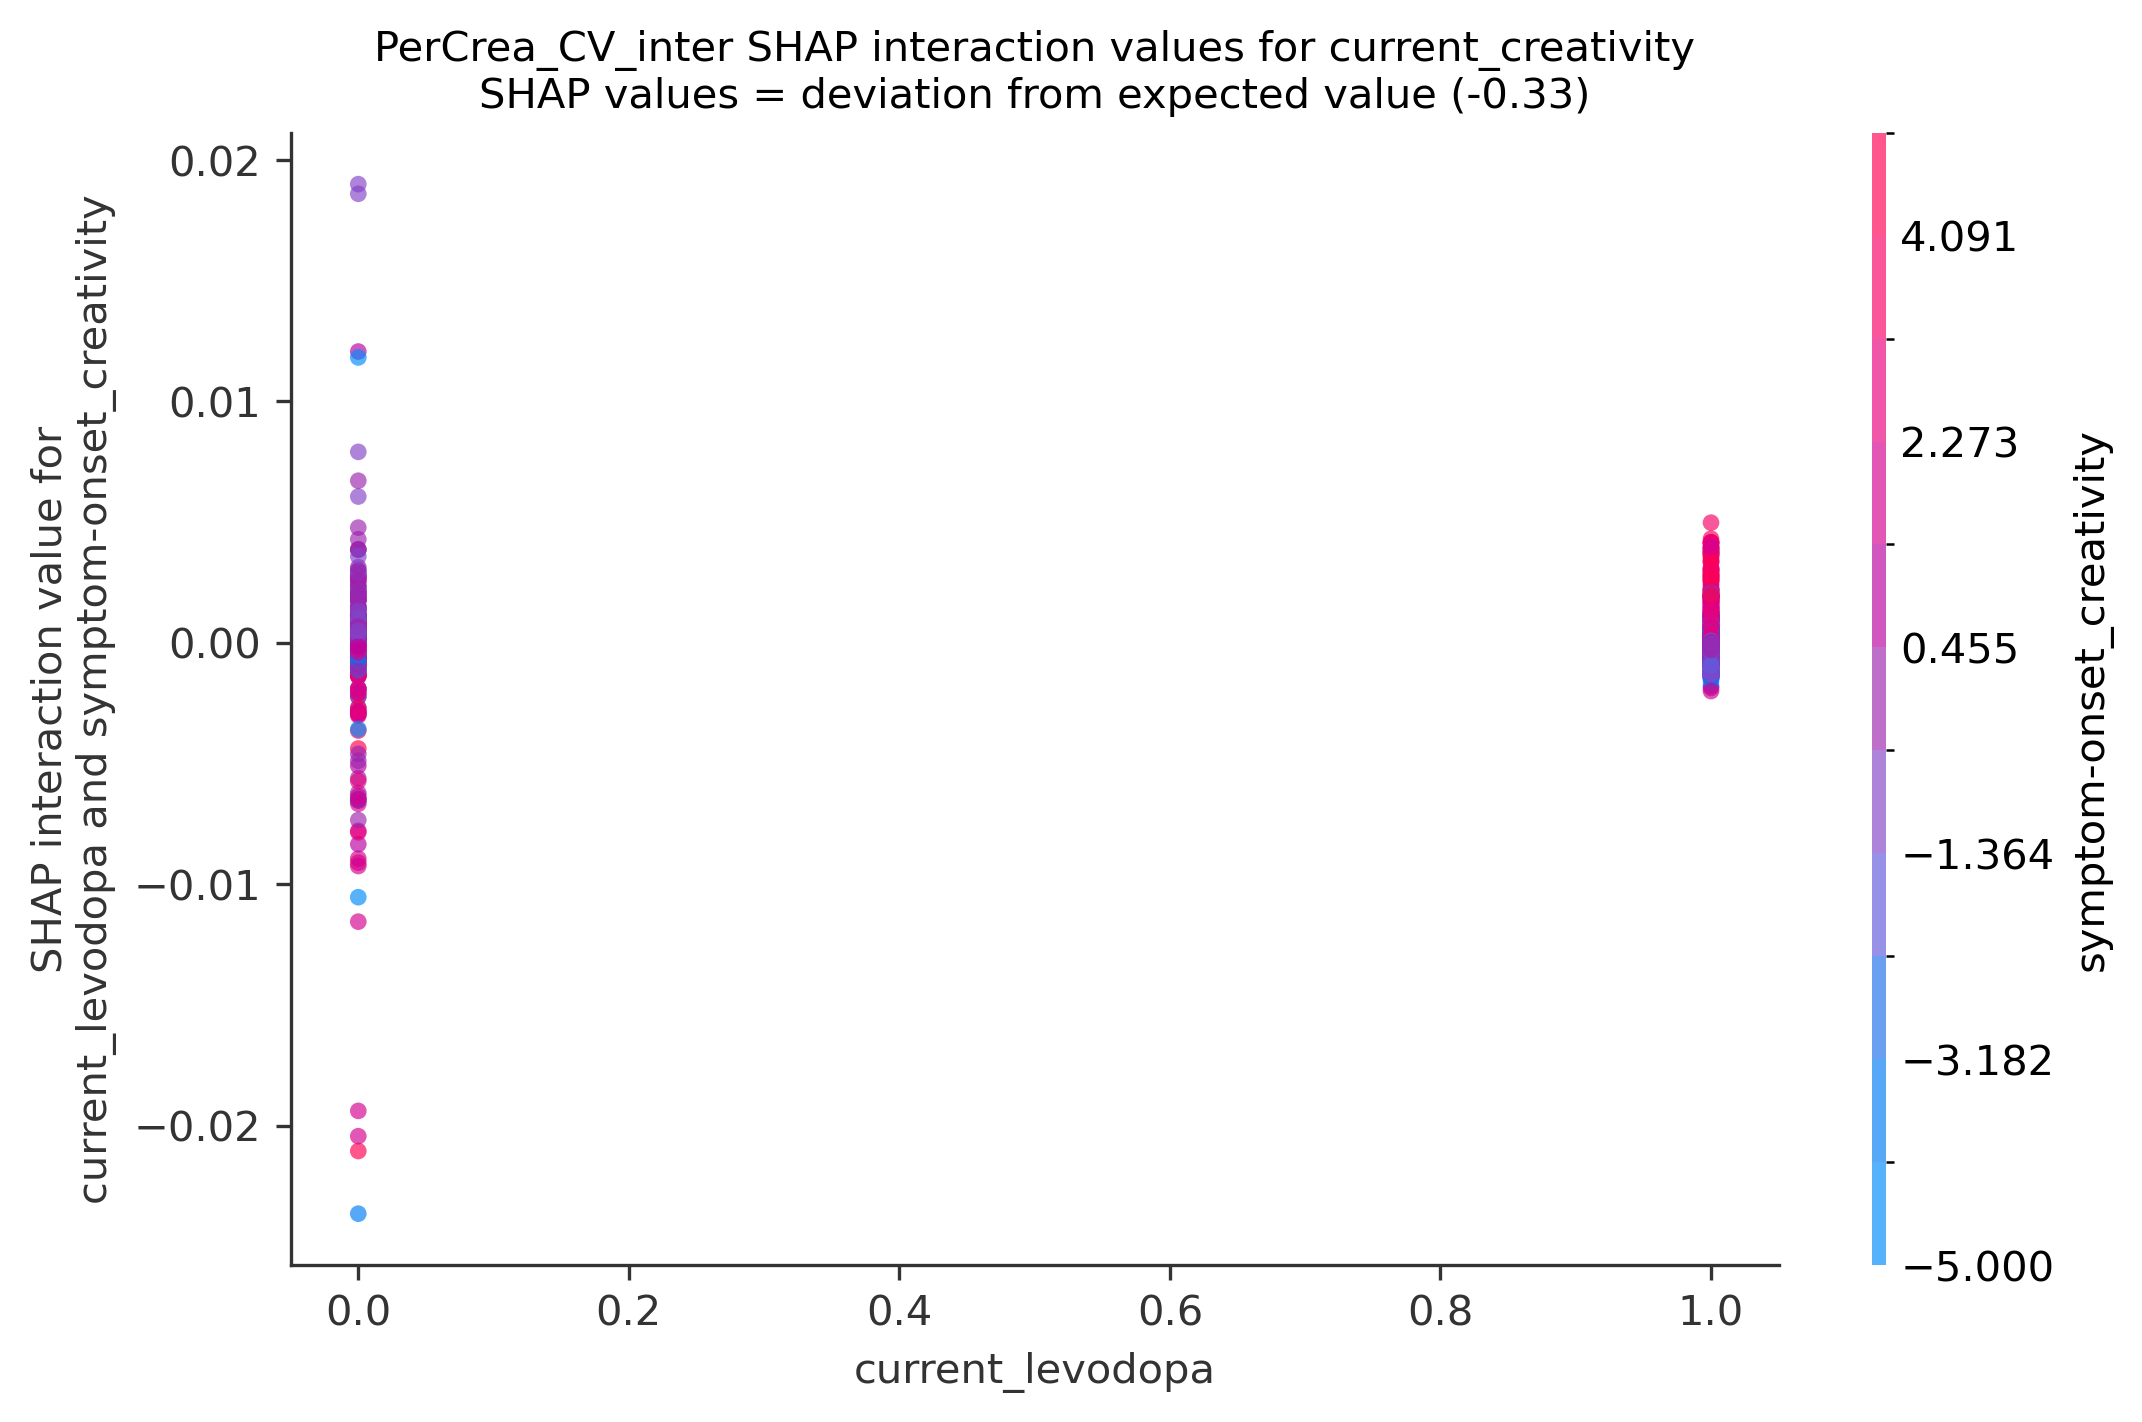 PerCrea_CV_inter SHAP interaction values for current_creativity
SHAP values = deviation from expected value (-0.33)
SHAP interaction value for
current_levodopa and symptom-onset_creativity
0.02
0.01
0.00
−0.01
−0.02
0.0
0.2
0.4
0.6
0.8
1.0
current_levodopa
4.091
2.273
0.455
−1.364
−3.182
−5.000
symptom-onset_creativity